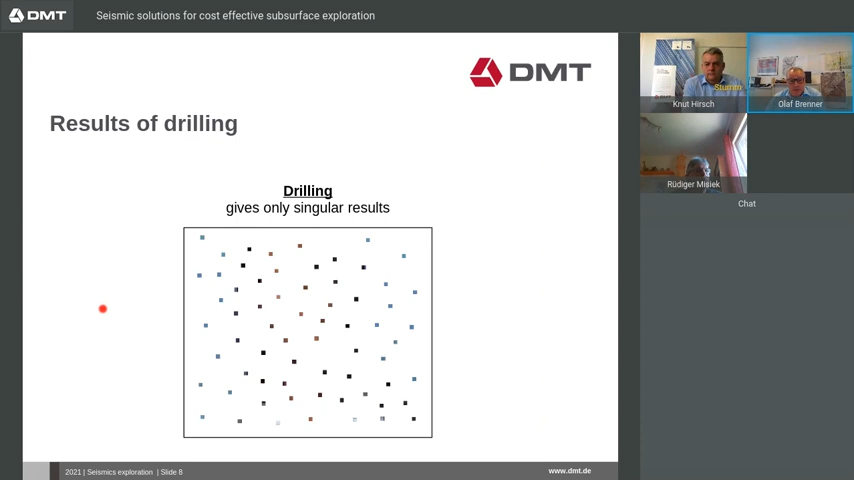 DMT
Seismic solutions for cost effective subsurface exploration
DMT
Results of drilling
Drilling
gives only singular results
Stumm
Knut Hirsch
Olaf Brenner
Rüdiger Misiek
Chat
2021 | Seismics exploration | Slide 8
www.dmt.de